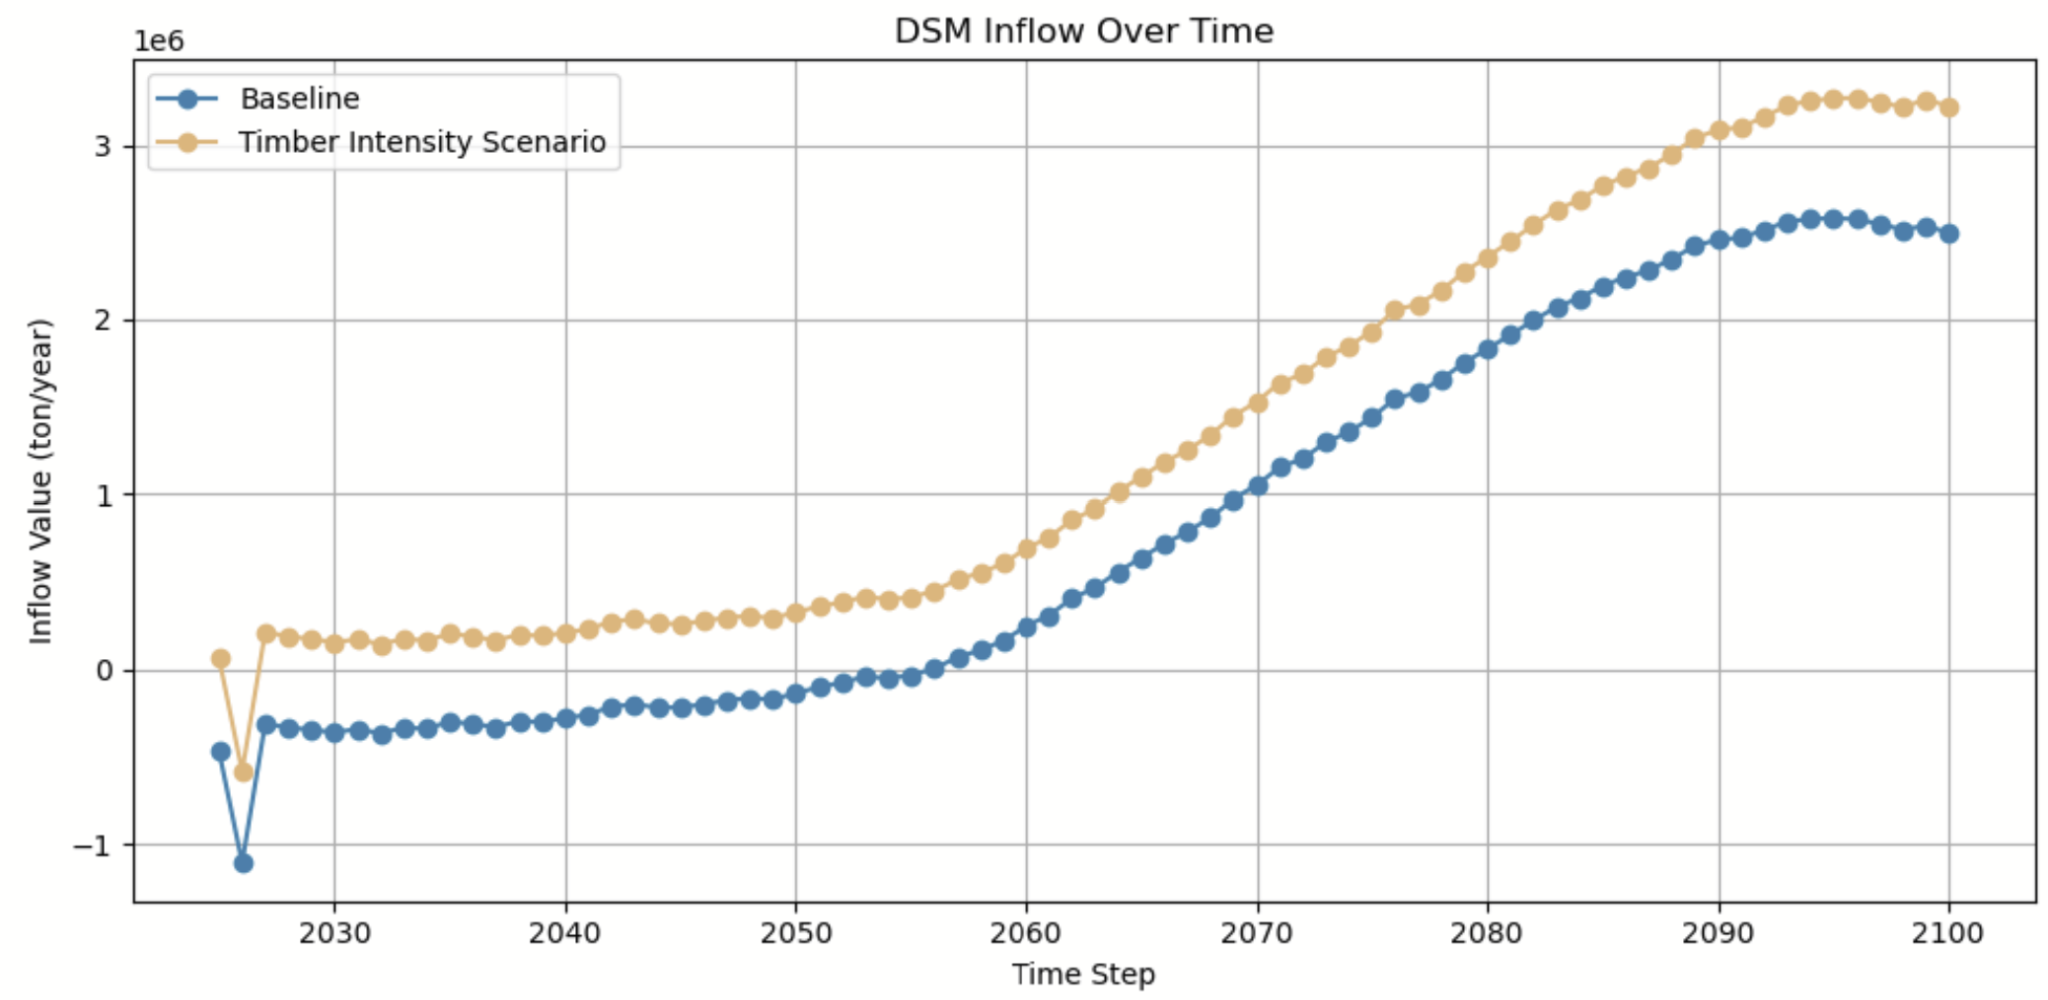 DSM Inflow Over Time
1e6
Baseline
Timber Intensity Scenario
3
2
1
0
−1
Inflow Value (ton/year)
2030 2040 2050 2060 2070 2080 2090 2100
Time Step